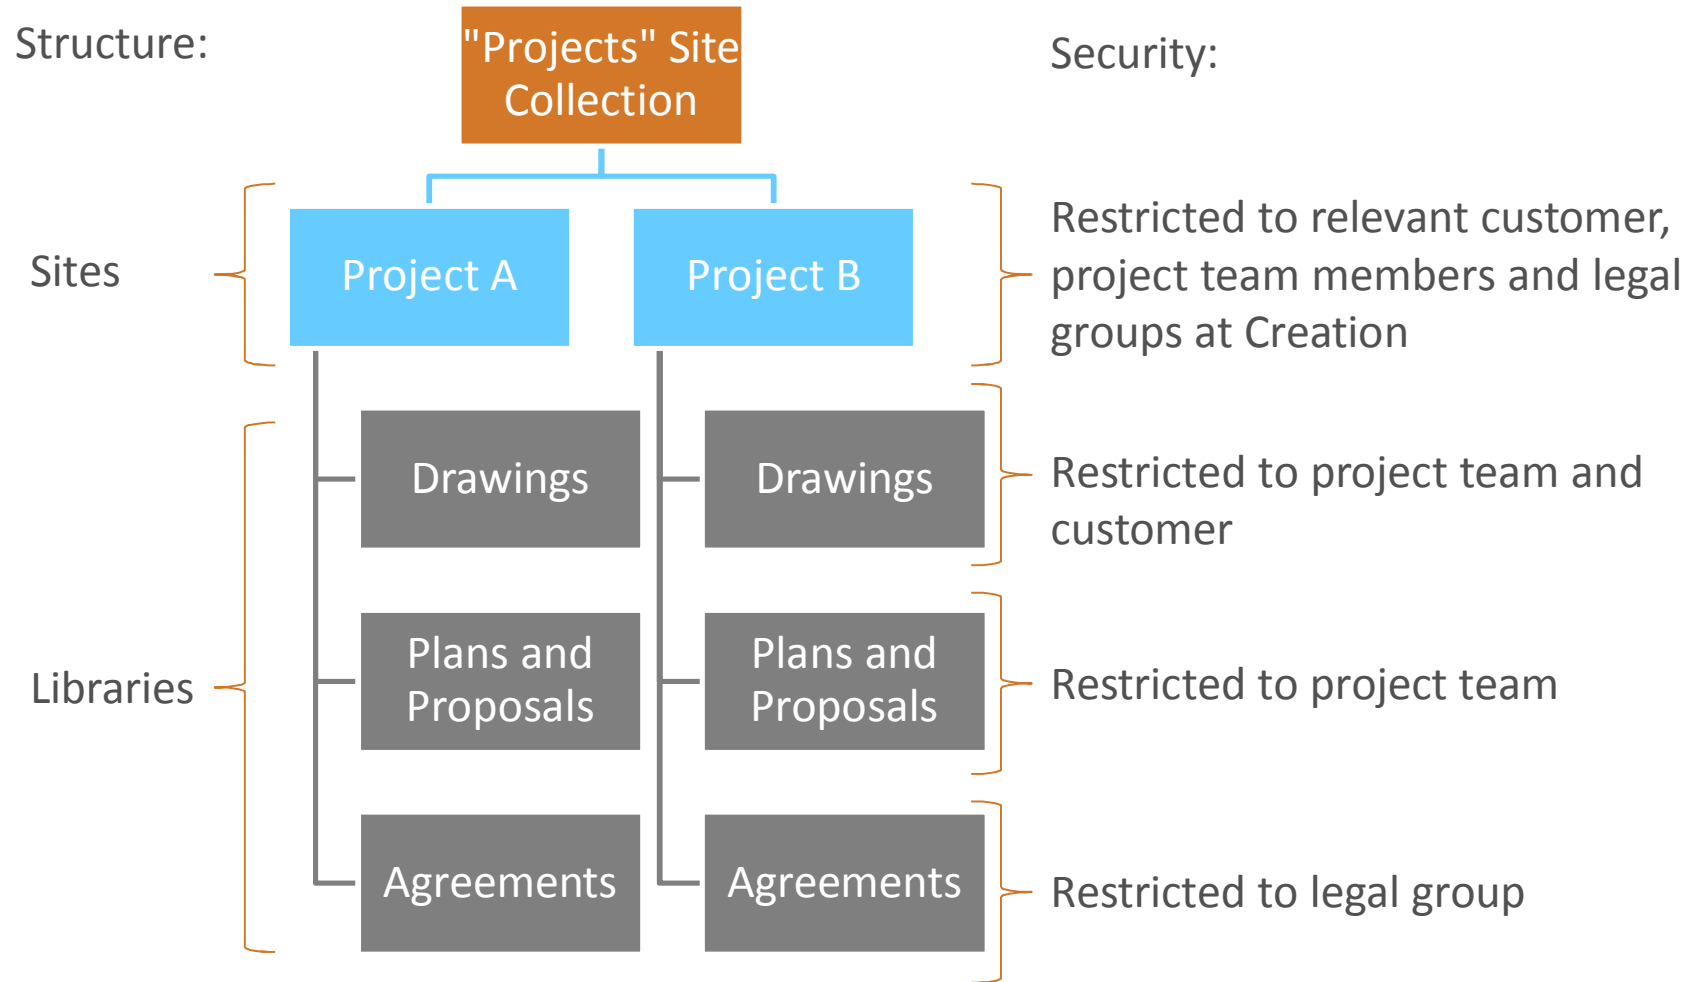 Structure:
"Projects" Site
Collection
Security:
Sites
Project A
Project B
Restricted to relevant customer,
project team members and legal
groups at Creation
Libraries
Drawings
Drawings
Restricted to project team and
customer
Plans and
Proposals
Plans and
Proposals
Restricted to project team
Agreements
Agreements
Restricted to legal group